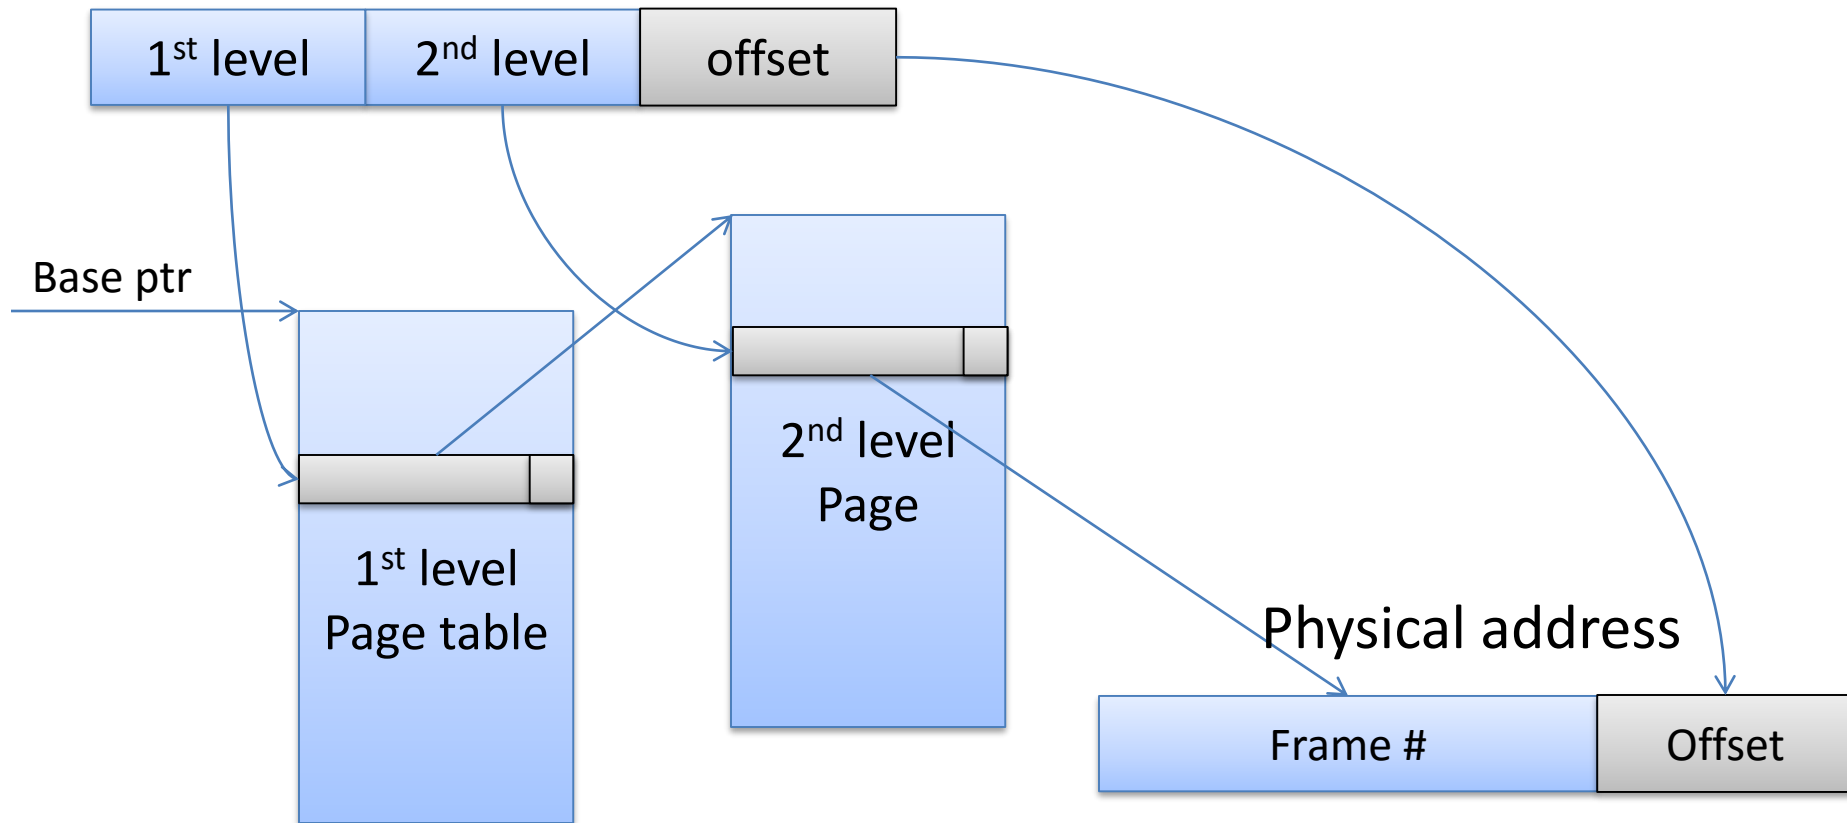 1st level 2nd level offset
Base ptr
2nd level
Page
1st level
Page table
Physical address
Frame # Offset